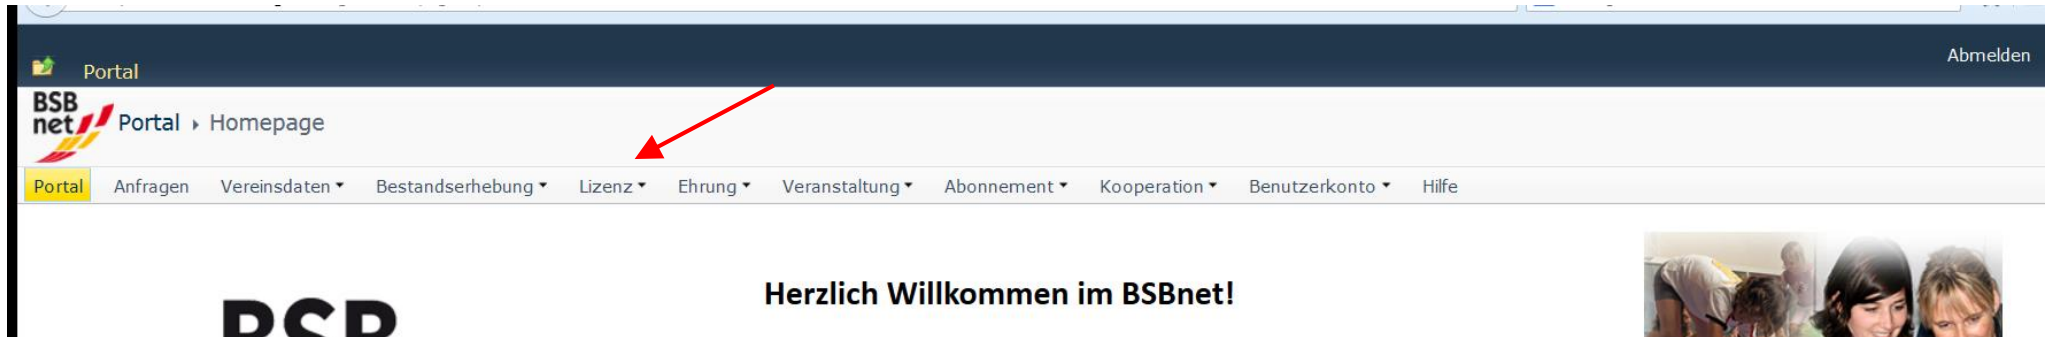 Abmelden
Portal
BSB
net
Portal Homepage
Portal Anfragen Vereinsdaten Bestandserhebung Lizenz Ehrung Veranstaltung Abonnement Kooperation Benutzerkonto Hilfe
Herzlich Willkommen im BSBnet!
BSB